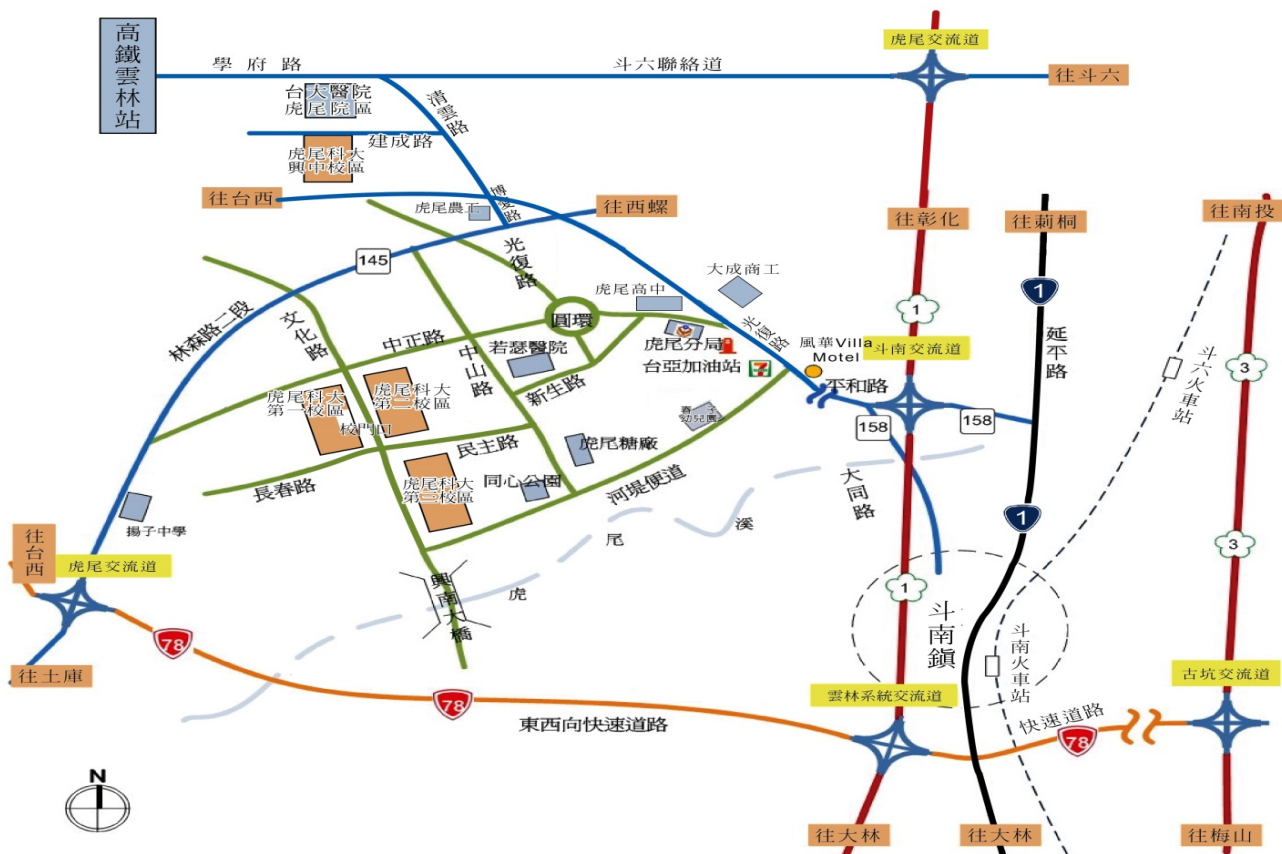 高鐵雲林站
學府路
斗六聯絡道
虎尾交流道
往斗六
台大醫院
虎尾院區
清雲路
建成路
虎尾科大
興中校區
往台西
虎尾農工
博愛路
往西螺
往彰化
往莿桐
往南投
145
光復路
大成商工
1
1
林森路二段
文化路
中正路
中山路
圓環
虎尾高中
光復路
虎尾分局
台亞加油站
7
ELEVEN
風華Villa
Motel
斗南交流道
延平路
斗六火車站
3
若瑟醫院
新生路
平和路
158
158
虎尾科大
第一校區
校門口
虎尾科大
第二校區
春子
幼兒園
民主路
虎尾糖廠
長春路
虎尾科大
第三校區
同心公園
河堤便道
大同路
虎尾溪
揚子中學
1
3
往台西
虎尾交流道
興南大橋
1
斗南鎮
斗南火車站
78
往土庫
78
東西向快速道路
雲林系統交流道
快速道路
78
古坑交流道
N
往大林
往大林
往梅山